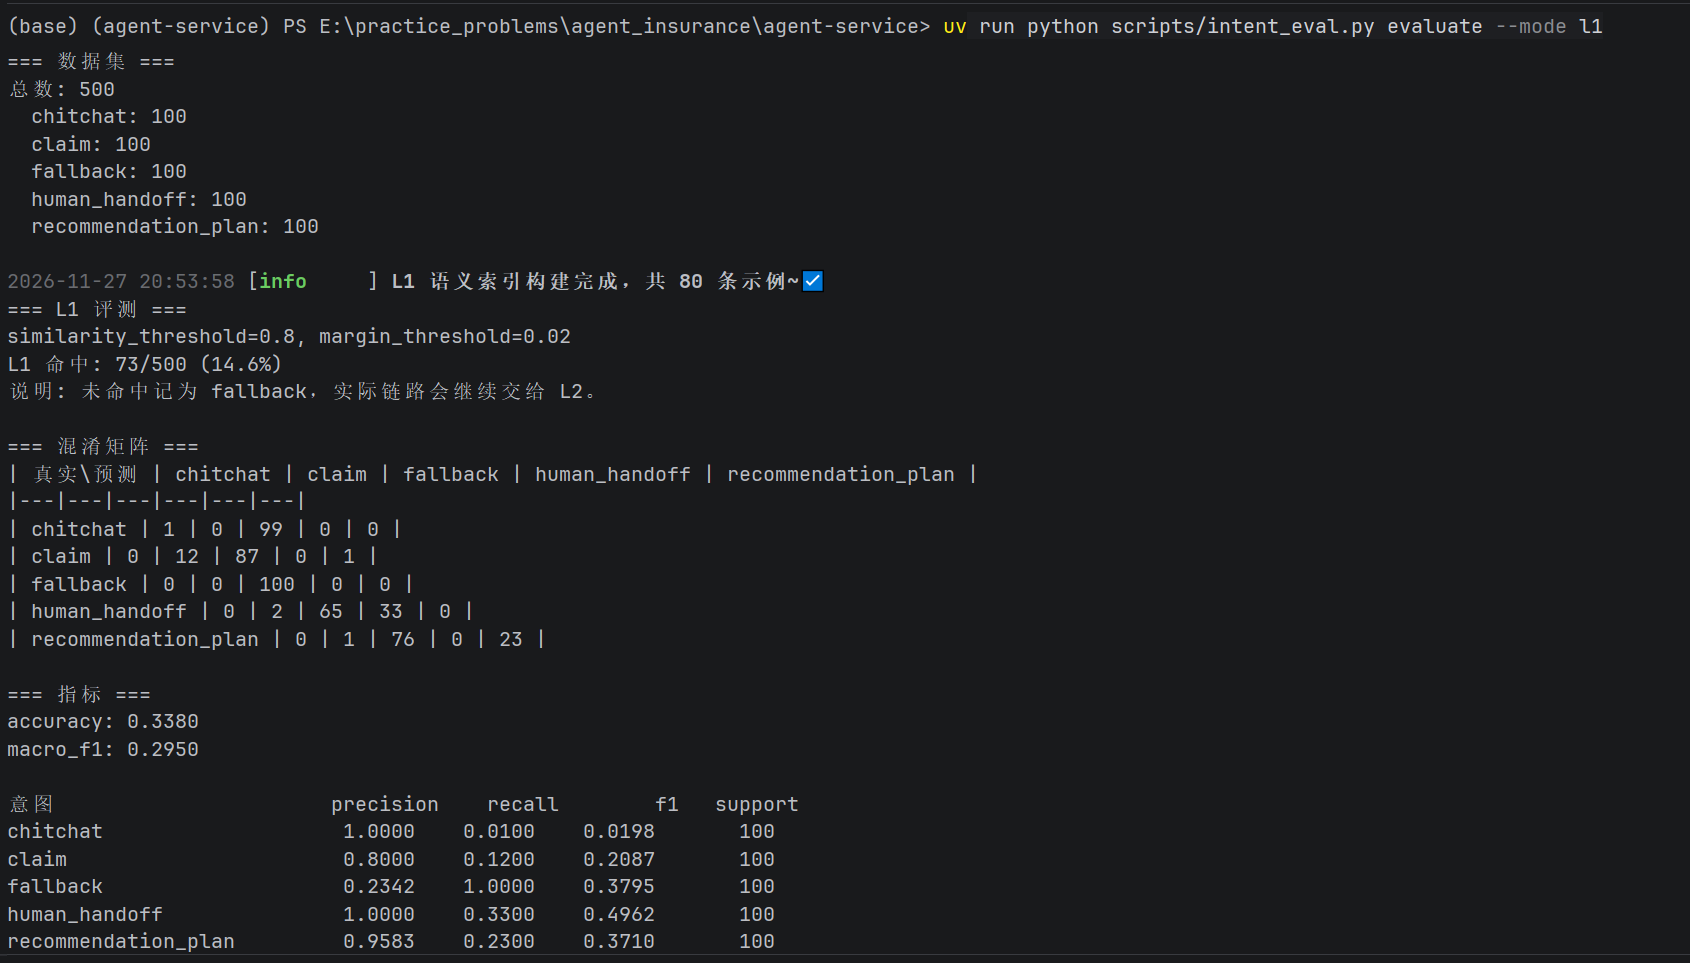 (base) (agent-service) PS E:\practice_problems\agent_insurance\agent-service> uv run python scripts/intent_eval.py evaluate --mode l1
=== 数据集 ===
总数: 500
  chitchat: 100
  claim: 100
  fallback: 100
  human_handoff: 100
  recommendation_plan: 100

2026-11-27 20:53:58 [info     ] L1 语义索引构建完成，共 80 条示例~✅
=== L1 评测 ===
similarity_threshold=0.8, margin_threshold=0.02
L1 命中: 73/500 (14.6%)
说明: 未命中记为 fallback，实际链路会继续交给 L2。

=== 混淆矩阵 ===
| 真实\预测 | chitchat | claim | fallback | human_handoff | recommendation_plan |
|---|---|---|---|---|---|
| chitchat | 1 | 0 | 99 | 0 | 0 |
| claim | 0 | 12 | 87 | 0 | 1 |
| fallback | 0 | 0 | 100 | 0 | 0 |
| human_handoff | 0 | 2 | 65 | 33 | 0 |
| recommendation_plan | 0 | 1 | 76 | 0 | 23 |

=== 指标 ===
accuracy: 0.3380
macro_f1: 0.2950

意图                       precision    recall        f1   support
chitchat                    1.0000    0.0100    0.0198       100
claim                       0.8000    0.1200    0.2087       100
fallback                    0.2342    1.0000    0.3795       100
human_handoff               1.0000    0.3300    0.4962       100
recommendation_plan         0.9583    0.2300    0.3710       100